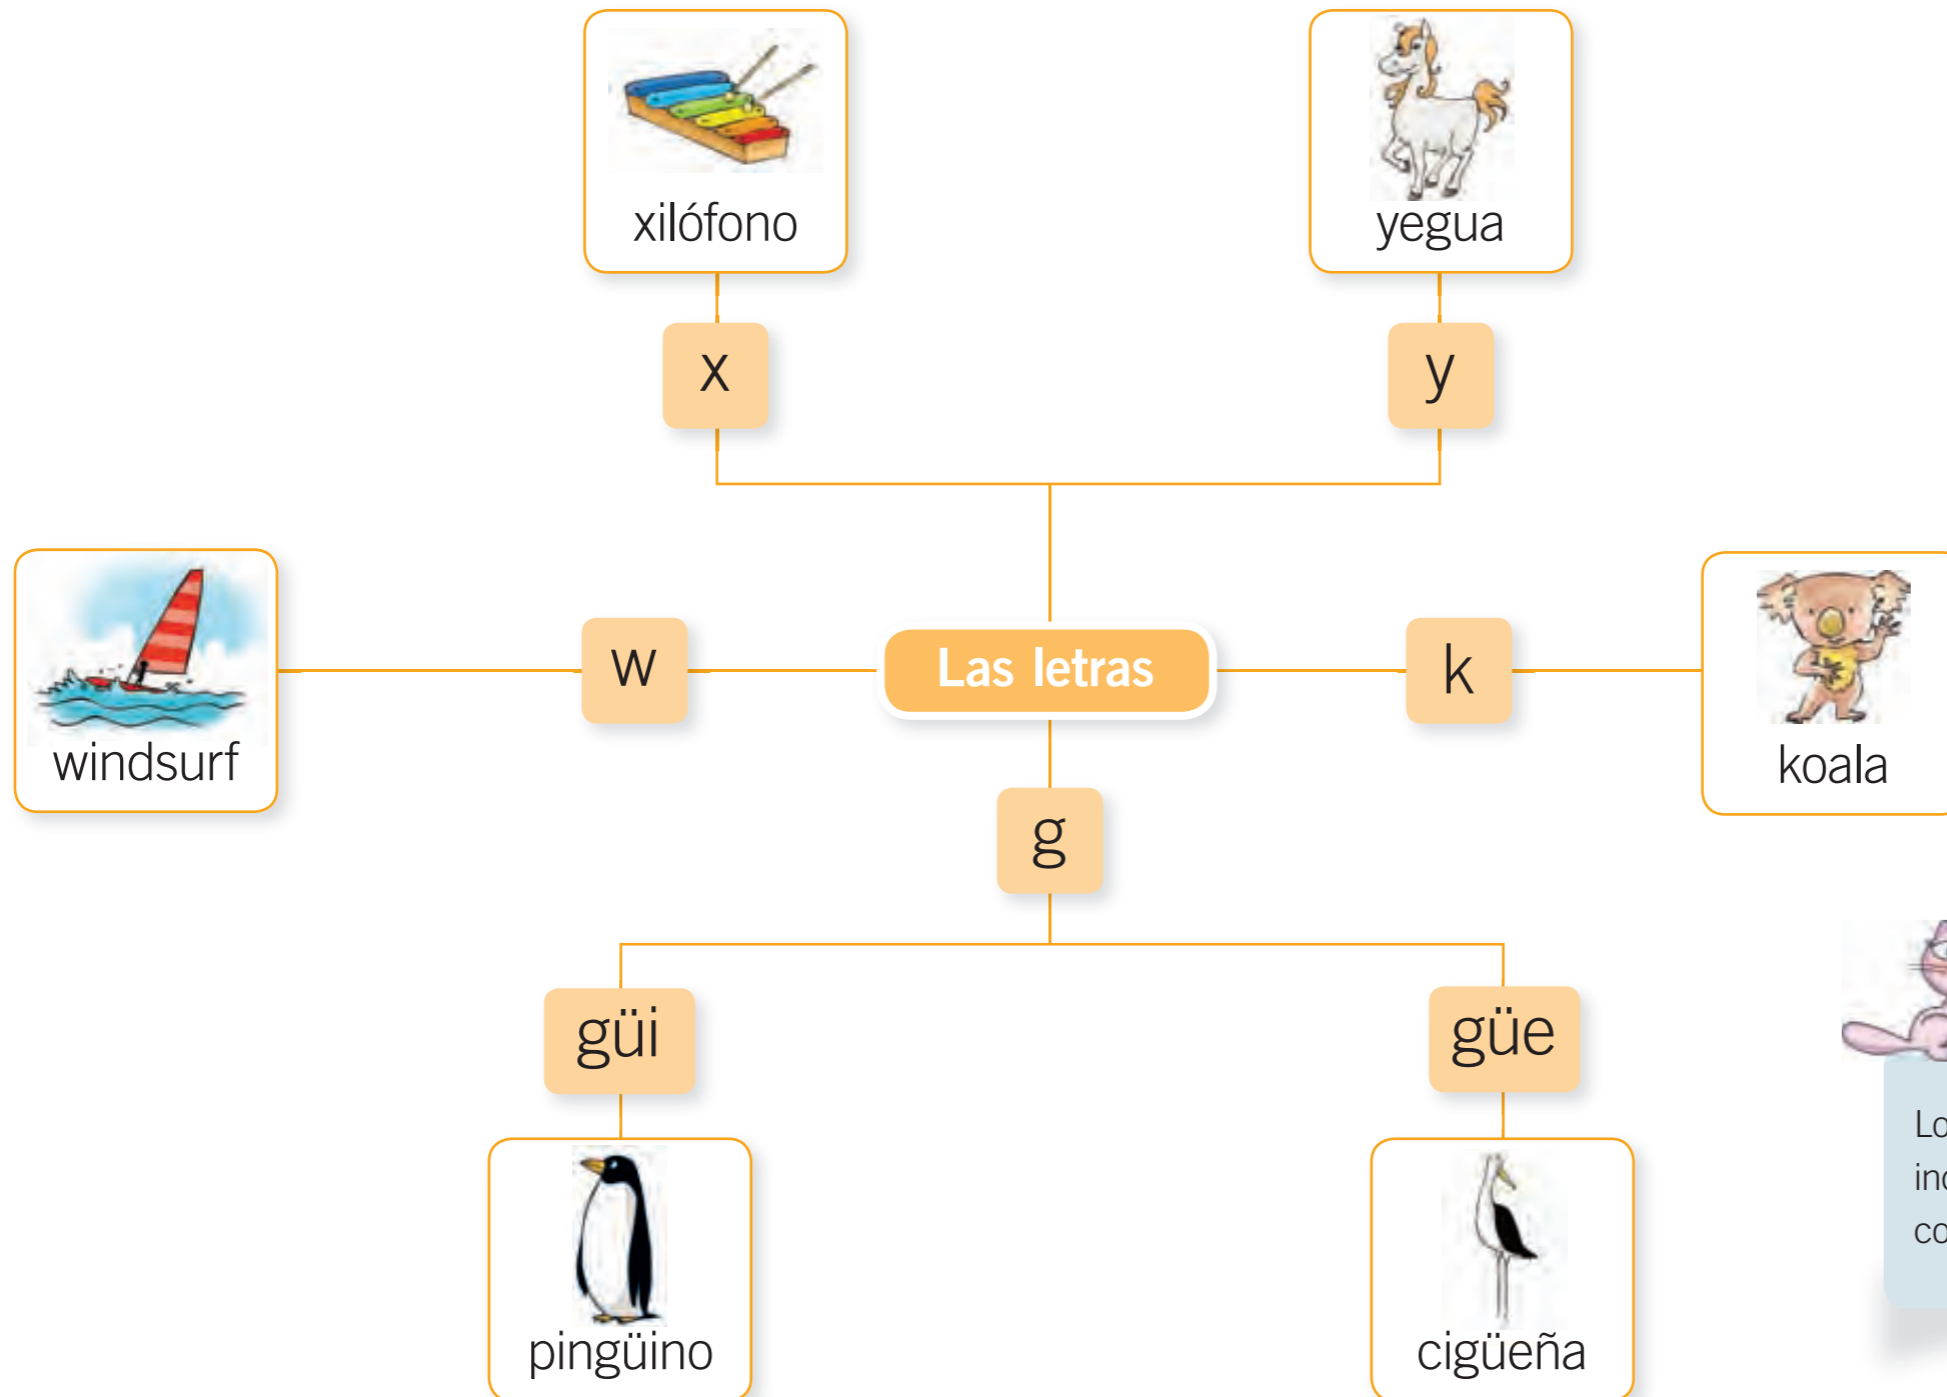 xilófono
yegua
x
y
windsurf
w
Las letras
k
koala
g
güi
güe
pingüino
cigüeña